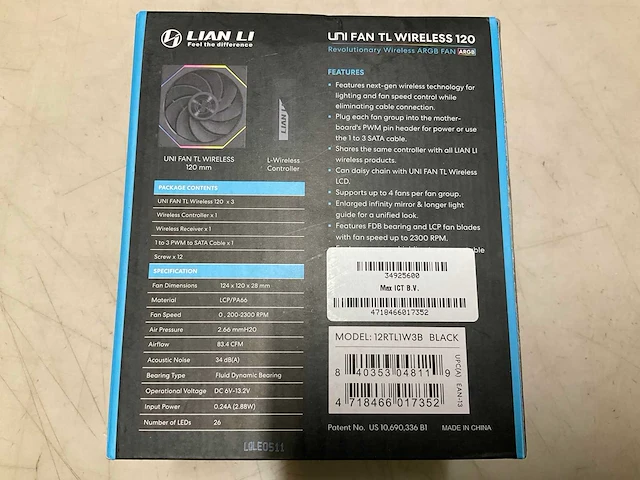 LIAN LI
Feel the difference
UNI FAN TL WIRELESS 120
Revolutionary Wireless ARGB FAN ARGB
LIAN LI
UNI FAN TL WIRELESS
120 mm
L-Wireless
Controller
PACKAGE CONTENTS
UNI FAN TL Wireless 120 x 3
Wireless Controller x 1
Wireless Receiver x 1
1 to 3 PWM to SATA Cable x 1
Screw x 12
SPECIFICATION
Fan Dimensions 124 x 120 x 28 mm
Material LCP/PA66
Fan Speed 0 , 200-2300 RPM
Air Pressure 2.66 mmH2O
Airflow 83.4 CFM
Acoustic Noise 34 dB(A)
Bearing Type Fluid Dynamic Bearing
Operational Voltage DC 6V-13.2V
Input Power 0.24A (2.88W)
Number of LEDs 26
LGLE0511
FEATURES
• Features next-gen wireless technology for
lighting and fan speed control while
eliminating cable connection.
• Plug each fan group into the mother-
board's PWM pin header for power or use
the 1 to 3 SATA cable.
• Shares the same controller with all LIAN LI
wireless products.
• Can daisy chain with UNI FAN TL Wireless
LCD.
• Supports up to 4 fans per fan group.
• Enlarged infinity mirror & longer light
guide for a unified look.
• Features FDB bearing and LCP fan blades
with fan speed up to 2300 RPM.
34925600
Max ICT B.V.
4718466017352
MODEL: 12RTL1W3B BLACK
8 40353 04811 9
UPC(A)
4 718466 017352
EAN-13
Patent No. US 10,690,336 B1 MADE IN CHINA